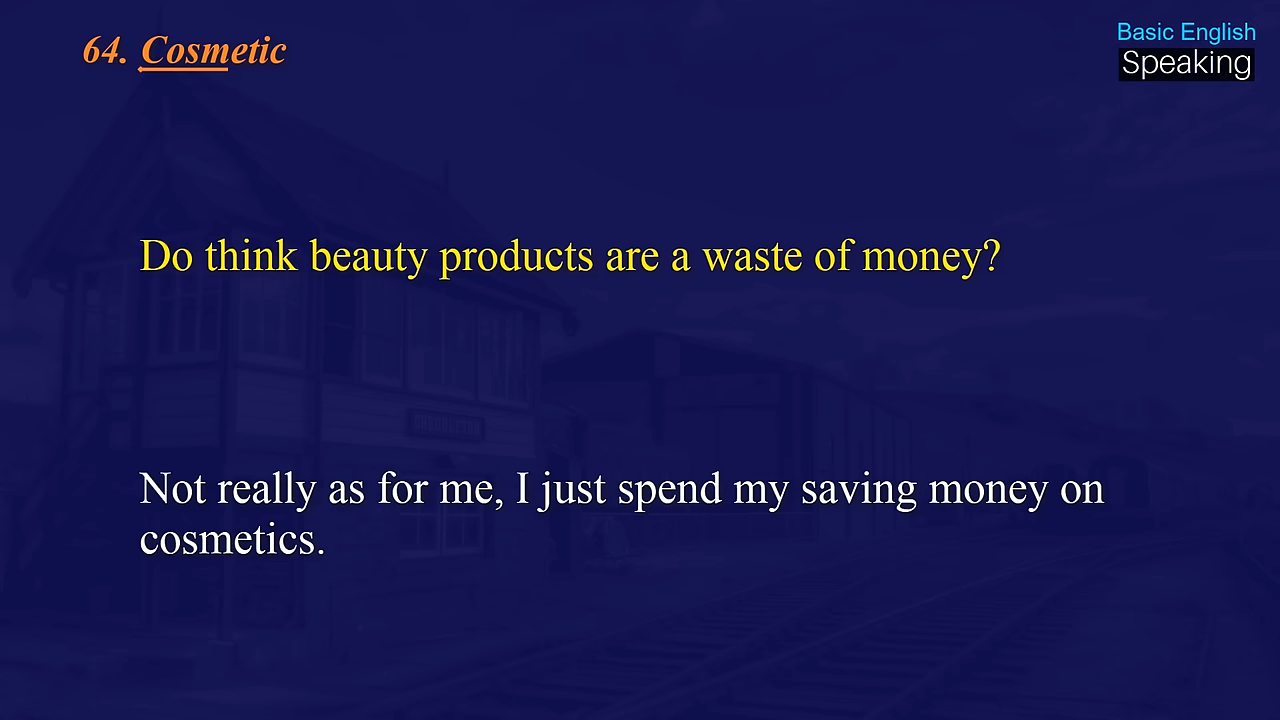 64. Cosmetic
Basic English
Speaking
Do think beauty products are a waste of money?
Not really as for me, I just spend my saving money on
cosmetics.